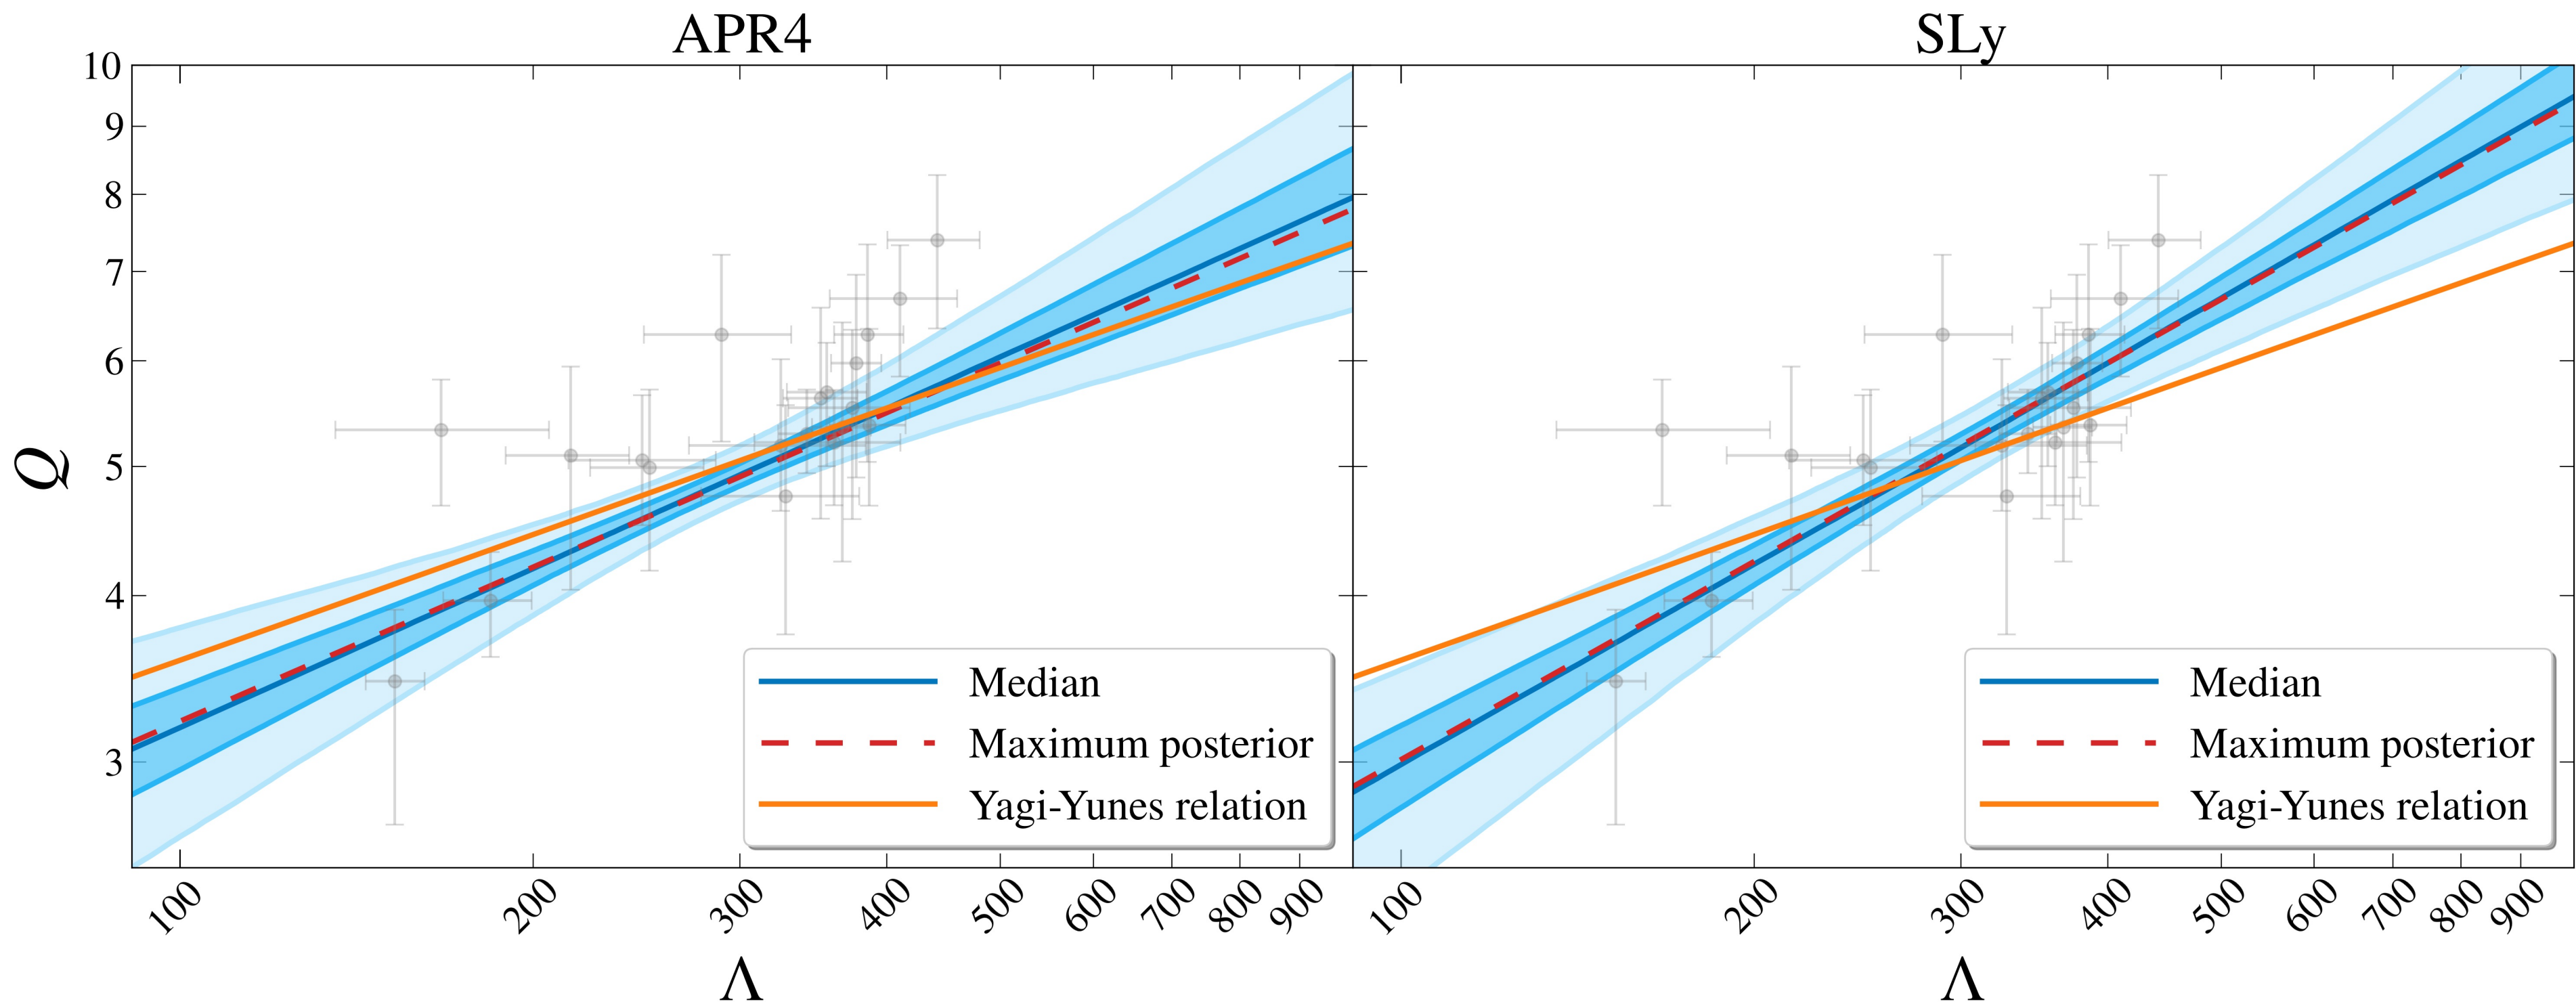 APR4
SLy
10
9
8
7
6
5
4
3
Q
Median
Maximum posterior
Yagi-Yunes relation
Median
Maximum posterior
Yagi-Yunes relation
100 200 300 400 500 600 700 800 900
100 200 300 400 500 600 700 800 900
Λ
Λ